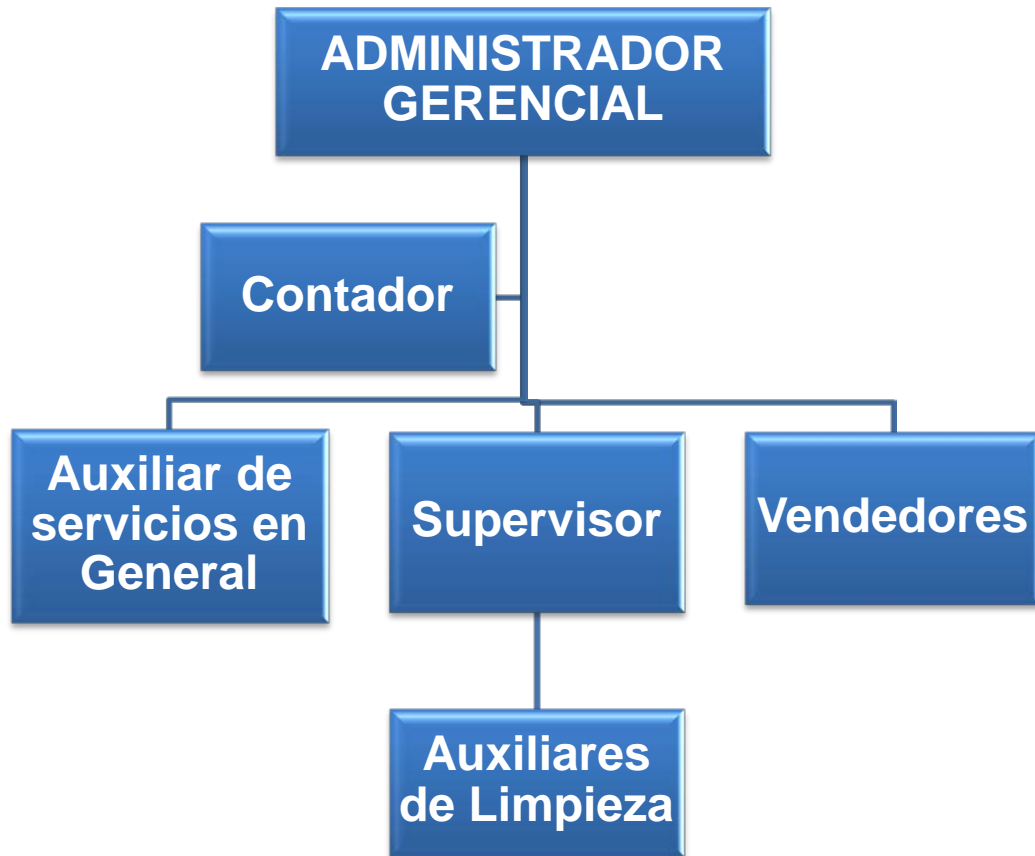 ADMINISTRADOR
GERENCIAL
Contador
Auxiliar de
servicios en
General
Supervisor
Vendedores
Auxiliares
de Limpieza